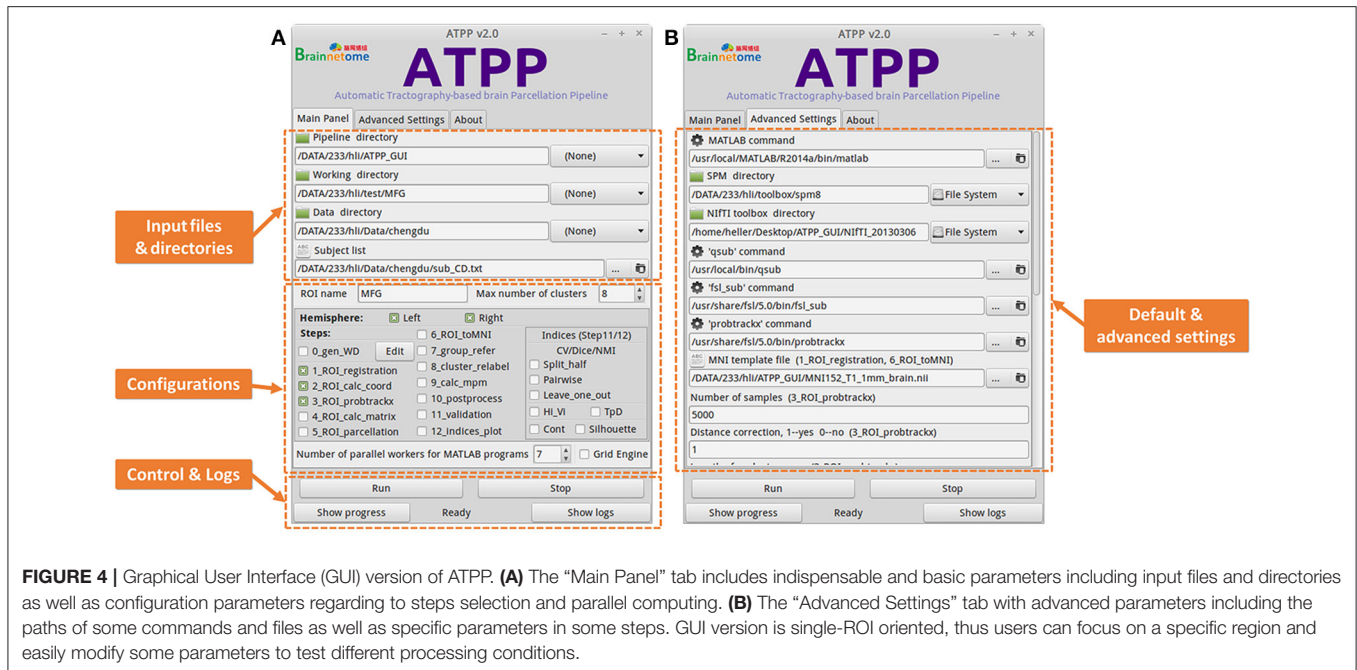 A
ATPP v2.0
Brainnetome 脑网络组
ATPP
Automatic Tractography-based brain Parcellation Pipeline
Main Panel Advanced Settings About
Pipeline directory
/DATA/233/hli/ATPP_GUI (None)
Working directory
/DATA/233/hli/test/MFG (None)
Data directory
/DATA/233/hli/Data/chengdu (None)
Subject list
/DATA/233/hli/Data/chengdu/sub_CD.txt ...
Input files
& directories
ROI name MFG Max number of clusters 8
Hemisphere: Left Right
Steps:
0_gen_WD Edit
1_ROI_registration
2_ROI_calc_coord
3_ROI_probtrackx
4_ROI_calc_matrix
5_ROI_parcellation
6_ROI_toMNI
7_group_refer
8_cluster_relabel
9_calc_mpm
10_postprocess
11_validation
12_indices_plot
Indices (Step11/12)
CV/Dice/NMI
Split_half
Pairwise
Leave_one_out
HI_VI TpD
Cont Silhouette
Number of parallel workers for MATLAB programs 7 Grid Engine
Configurations
Run Stop
Show progress Ready Show logs
Control & Logs
B
ATPP v2.0
Brainnetome 脑网络组
ATPP
Automatic Tractography-based brain Parcellation Pipeline
Main Panel Advanced Settings About
MATLAB command
/usr/local/MATLAB/R2014a/bin/matlab ...
SPM directory
/DATA/233/hli/toolbox/spm8 File System
NIfTI toolbox directory
/home/heller/Desktop/ATPP_GUI/NIfTI_20130306 File System
'qsub' command
/usr/local/bin/qsub ...
'fsl_sub' command
/usr/share/fsl/5.0/bin/fsl_sub ...
'probtrackx' command
/usr/share/fsl/5.0/bin/probtrackx ...
MNI template file (1_ROI_registration, 6_ROI_toMNI)
/DATA/233/hli/ATPP_GUI/MNI152_T1_1mm_brain.nii ...
Number of samples (3_ROI_probtrackx)
5000
Distance correction, 1--yes 0--no (3_ROI_probtrackx)
1
Default &
advanced settings
Run Stop
Show progress Ready Show logs
FIGURE 4 | Graphical User Interface (GUI) version of ATPP. (A) The “Main Panel” tab includes indispensable and basic parameters including input files and directories
as well as configuration parameters regarding to steps selection and parallel computing. (B) The “Advanced Settings” tab with advanced parameters including the
paths of some commands and files as well as specific parameters in some steps. GUI version is single-ROI oriented, thus users can focus on a specific region and
easily modify some parameters to test different processing conditions.